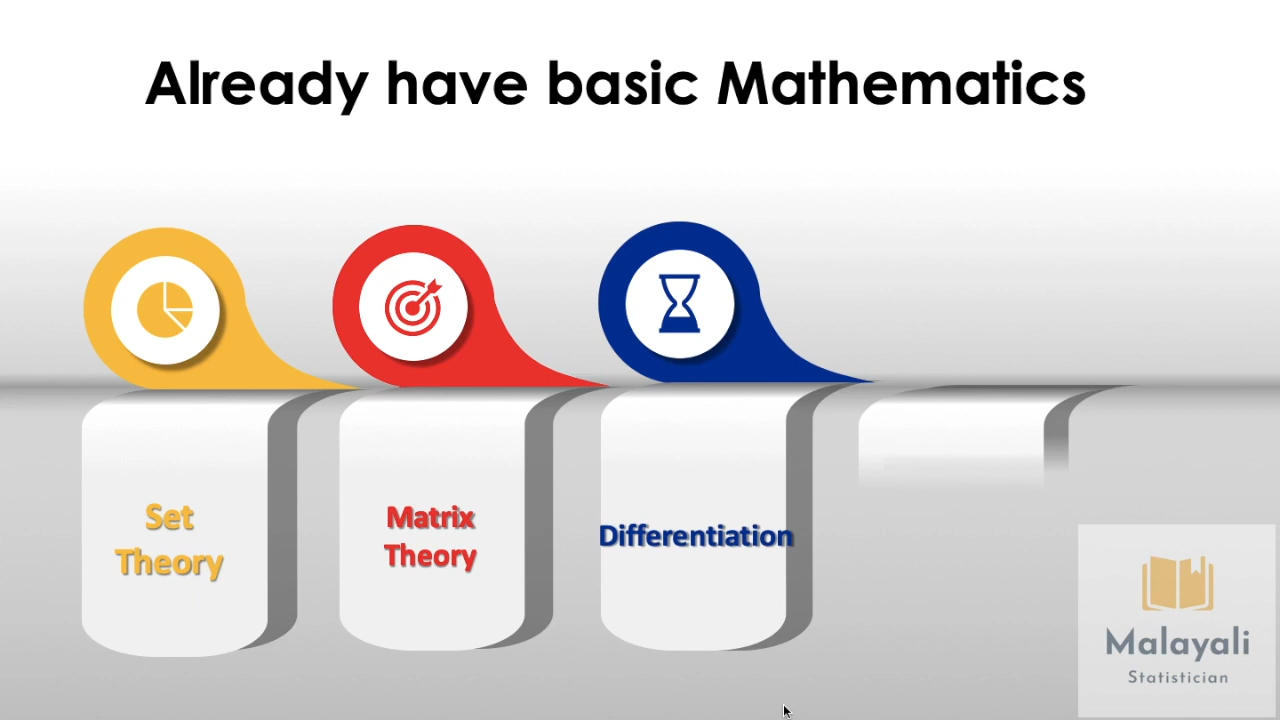 Already have basic Mathematics
Set
Theory
Matrix
Theory
Differentiation
Malayali
Statistician